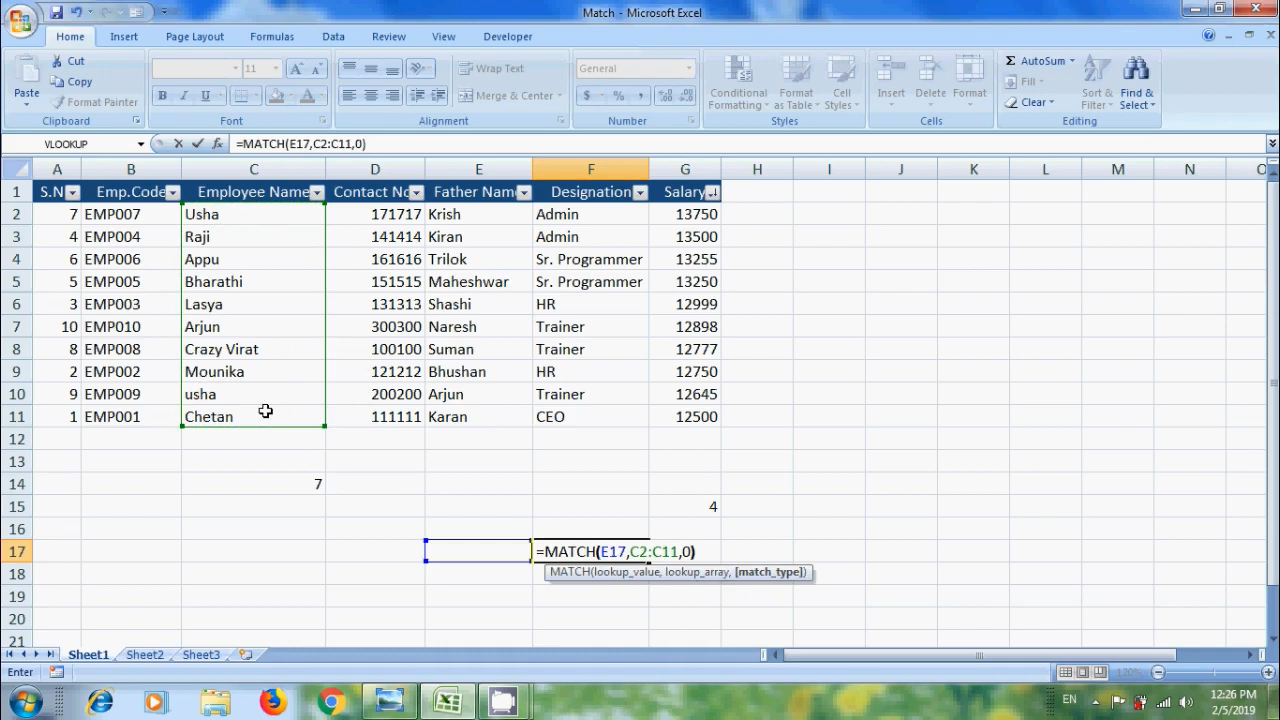 Match - Microsoft Excel
Home Insert Page Layout Formulas Data Review View Developer
Cut
Copy
Format Painter
Paste
11
Wrap Text
Merge & Center
General
Conditional Formatting
Format as Table
Cell Styles
Insert Delete Format
AutoSum
Fill
Clear
Sort & Filter
Find & Select
Clipboard Font Alignment Number Styles Cells Editing
VLOOKUP =MATCH(E17,C2:C11,0)
A B C D E F G H I J K L M N O
1 S.N Emp.Code Employee Name Contact No Father Nam Designation Salary
2 7 EMP007 Usha 171717 Krish Admin 13750
3 4 EMP004 Raji 141414 Kiran Admin 13500
4 6 EMP006 Appu 161616 Trilok Sr. Programmer 13255
5 5 EMP005 Bharathi 151515 Maheshwar Sr. Programmer 13250
6 3 EMP003 Lasya 131313 Shashi HR 12999
7 10 EMP010 Arjun 300300 Naresh Trainer 12898
8 8 EMP008 Crazy Virat 100100 Suman Trainer 12777
9 2 EMP002 Mounika 121212 Bhushan HR 12750
10 9 EMP009 usha 200200 Arjun Trainer 12645
11 1 EMP001 Chetan 111111 Karan CEO 12500
12
13
14 7
15 4
16
17 =MATCH(E17,C2:C11,0)
18 MATCH(lookup_value, lookup_array, [match_type])
19
20
21
Sheet1 Sheet2 Sheet3
Enter 120%
EN 12:26 PM
2/5/2019